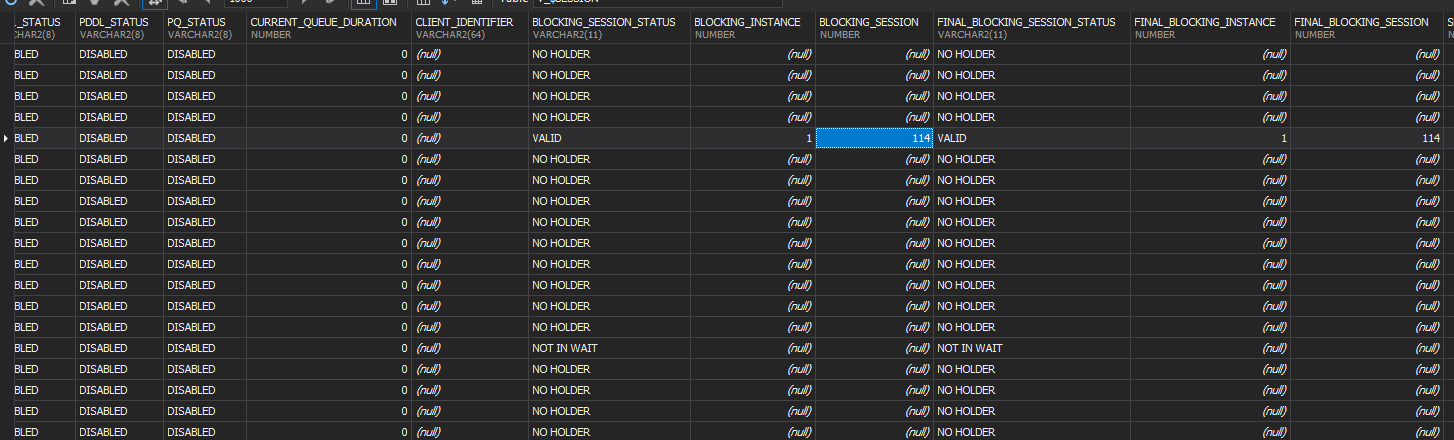 _STATUS PDDL_STATUS PQ_STATUS CURRENT_QUEUE_DURATION CLIENT_IDENTIFIER BLOCKING_SESSION_STATUS BLOCKING_INSTANCE BLOCKING_SESSION FINAL_BLOCKING_SESSION_STATUS FINAL_BLOCKING_INSTANCE FINAL_BLOCKING_SESSION
CHAR2(8) VARCHAR2(8) VARCHAR2(8) NUMBER VARCHAR2(64) VARCHAR2(11) NUMBER NUMBER VARCHAR2(11) NUMBER NUMBER
BLED DISABLED DISABLED 0 (null) NO HOLDER (null) (null) NO HOLDER (null) (null)
BLED DISABLED DISABLED 0 (null) NO HOLDER (null) (null) NO HOLDER (null) (null)
BLED DISABLED DISABLED 0 (null) NO HOLDER (null) (null) NO HOLDER (null) (null)
BLED DISABLED DISABLED 0 (null) NO HOLDER (null) (null) NO HOLDER (null) (null)
BLED DISABLED DISABLED 0 (null) VALID 1 114 VALID 1 114
BLED DISABLED DISABLED 0 (null) NO HOLDER (null) (null) NO HOLDER (null) (null)
BLED DISABLED DISABLED 0 (null) NO HOLDER (null) (null) NO HOLDER (null) (null)
BLED DISABLED DISABLED 0 (null) NO HOLDER (null) (null) NO HOLDER (null) (null)
BLED DISABLED DISABLED 0 (null) NO HOLDER (null) (null) NO HOLDER (null) (null)
BLED DISABLED DISABLED 0 (null) NO HOLDER (null) (null) NO HOLDER (null) (null)
BLED DISABLED DISABLED 0 (null) NO HOLDER (null) (null) NO HOLDER (null) (null)
BLED DISABLED DISABLED 0 (null) NO HOLDER (null) (null) NO HOLDER (null) (null)
BLED DISABLED DISABLED 0 (null) NO HOLDER (null) (null) NO HOLDER (null) (null)
BLED DISABLED DISABLED 0 (null) NO HOLDER (null) (null) NO HOLDER (null) (null)
BLED DISABLED DISABLED 0 (null) NOT IN WAIT (null) (null) NOT IN WAIT (null) (null)
BLED DISABLED DISABLED 0 (null) NO HOLDER (null) (null) NO HOLDER (null) (null)
BLED DISABLED DISABLED 0 (null) NO HOLDER (null) (null) NO HOLDER (null) (null)
BLED DISABLED DISABLED 0 (null) NO HOLDER (null) (null) NO HOLDER (null) (null)
BLED DISABLED DISABLED 0 (null) NO HOLDER (null) (null) NO HOLDER (null) (null)